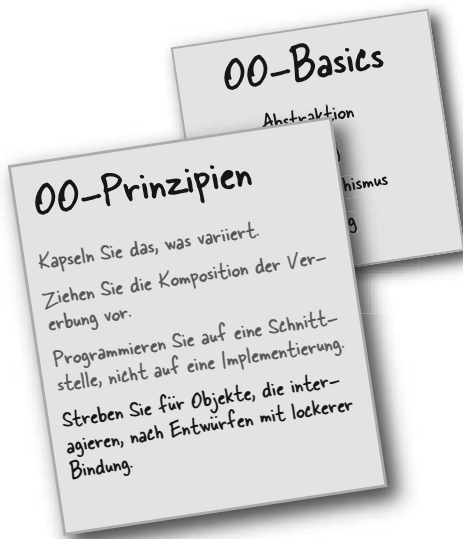 OO-Basics
Abstraktion
OO-Prinzipien
Kapseln Sie das, was variiert.
Ziehen Sie die Komposition der Ver-
erbung vor.
Programmieren Sie auf eine Schnitt-
stelle, nicht auf eine Implementierung.
Streben Sie für Objekte, die inter-
agieren, nach Entwürfen mit lockerer
Bindung.